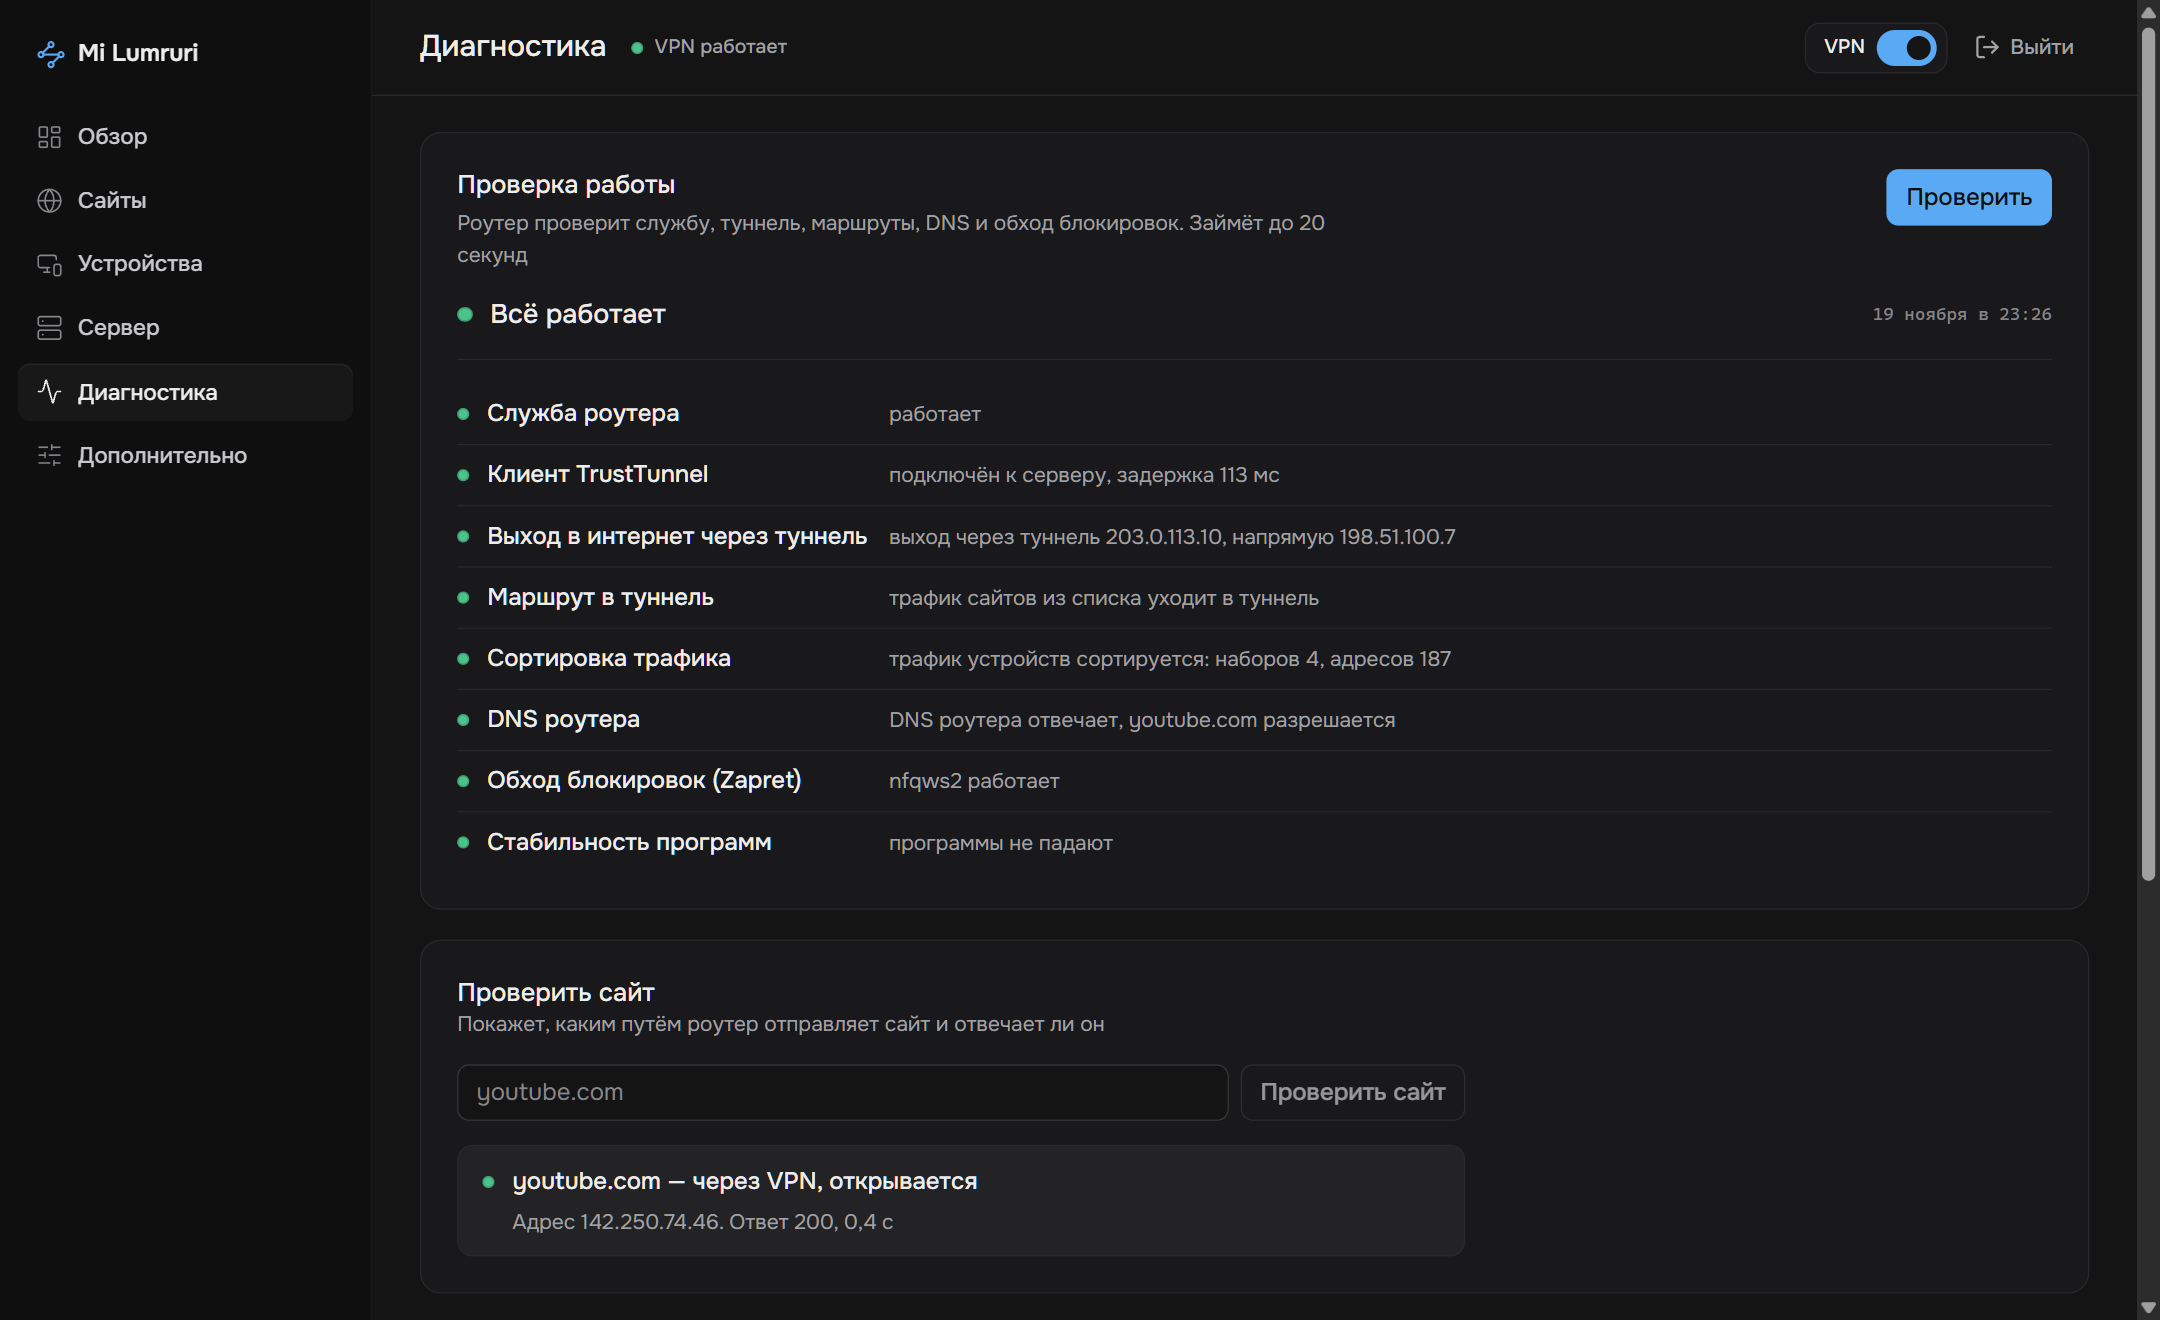 Mi Lumruri
Обзор
Сайты
Устройства
Сервер
Диагностика
Дополнительно
Диагностика
VPN работает
VPN
Выйти
Проверка работы
Роутер проверит службу, туннель, маршруты, DNS и обход блокировок. Займёт до 20
секунд
Проверить
Всё работает
19 ноября в 23:26
Служба роутера работает
Клиент TrustTunnel подключён к серверу, задержка 113 мс
Выход в интернет через туннель выход через туннель 203.0.113.10, напрямую 198.51.100.7
Маршрут в туннель трафик сайтов из списка уходит в туннель
Сортировка трафика трафик устройств сортируется: наборов 4, адресов 187
DNS роутера DNS роутера отвечает, youtube.com разрешается
Обход блокировок (Zapret) nfqws2 работает
Стабильность программ программы не падают
Проверить сайт
Покажет, каким путём роутер отправляет сайт и отвечает ли он
youtube.com
Проверить сайт
youtube.com — через VPN, открывается
Адрес 142.250.74.46. Ответ 200, 0,4 с